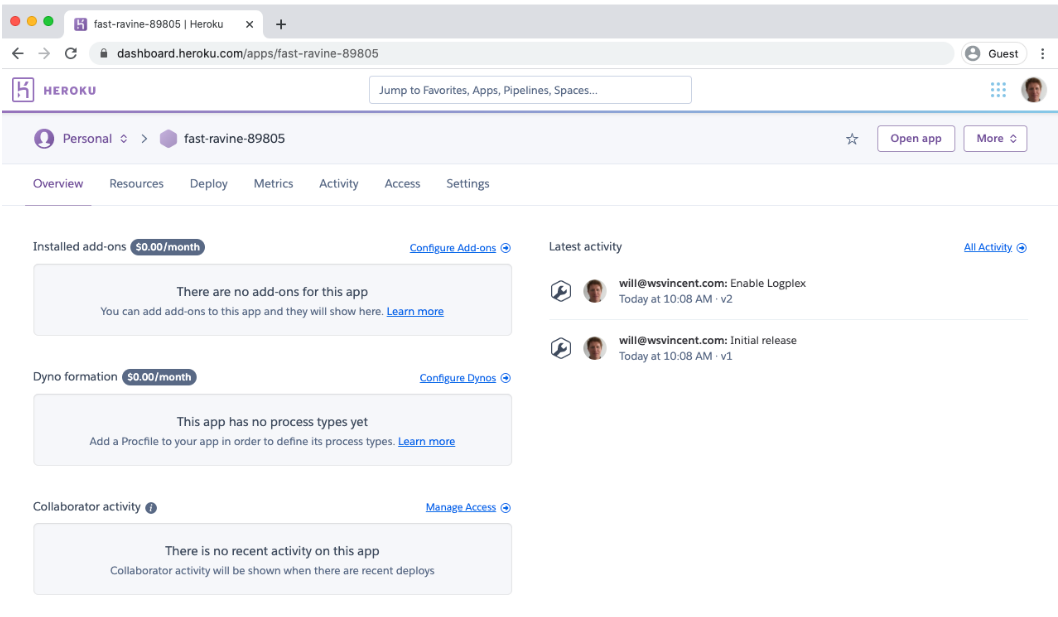 fast-ravine-89805 | Heroku
dashboard.heroku.com/apps/fast-ravine-89805
Guest
HEROKU
Jump to Favorites, Apps, Pipelines, Spaces...
Personal
fast-ravine-89805
Open app
More
Overview
Resources
Deploy
Metrics
Activity
Access
Settings
Installed add-ons $0.00/month
Configure Add-ons
There are no add-ons for this app
You can add add-ons to this app and they will show here. Learn more
Dyno formation $0.00/month
Configure Dynos
This app has no process types yet
Add a Procfile to your app in order to define its process types. Learn more
Collaborator activity
Manage Access
There is no recent activity on this app
Collaborator activity will be shown when there are recent deploys
Latest activity
All Activity
will@wsvincent.com: Enable Logplex
Today at 10:08 AM · v2
will@wsvincent.com: Initial release
Today at 10:08 AM · v1